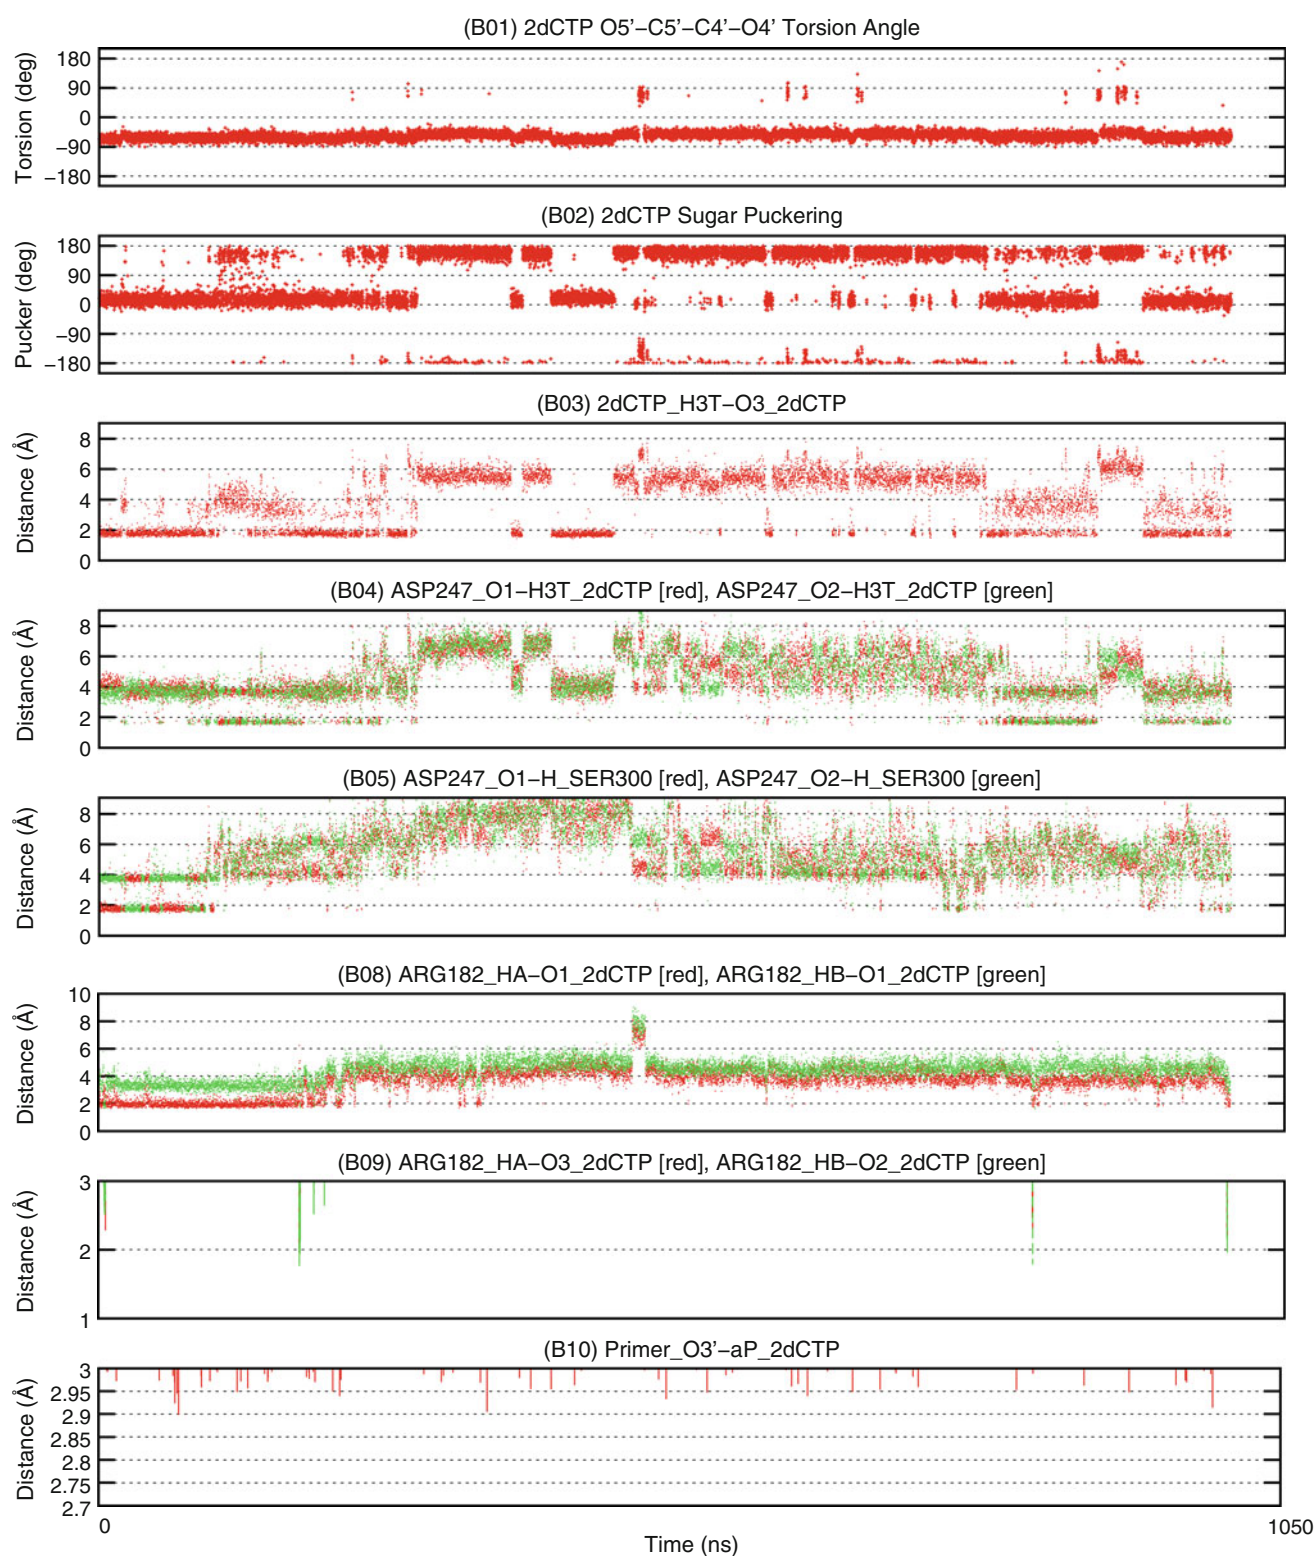 (B01) 2dCTP O5'−C5'−C4'−O4' Torsion Angle
Torsion (deg)
180
90
0
−90
−180
(B02) 2dCTP Sugar Puckering
Pucker (deg)
180
90
0
−90
−180
(B03) 2dCTP_H3T−O3_2dCTP
Distance (Å)
8
6
4
2
0
(B04) ASP247_O1−H3T_2dCTP [red], ASP247_O2−H3T_2dCTP [green]
Distance (Å)
8
6
4
2
0
(B05) ASP247_O1−H_SER300 [red], ASP247_O2−H_SER300 [green]
Distance (Å)
8
6
4
2
0
(B08) ARG182_HA−O1_2dCTP [red], ARG182_HB−O1_2dCTP [green]
Distance (Å)
10
8
6
4
2
0
(B09) ARG182_HA−O3_2dCTP [red], ARG182_HB−O2_2dCTP [green]
Distance (Å)
3
2
1
(B10) Primer_O3'−aP_2dCTP
Distance (Å)
3
2.95
2.9
2.85
2.8
2.75
2.7
0
1050
Time (ns)